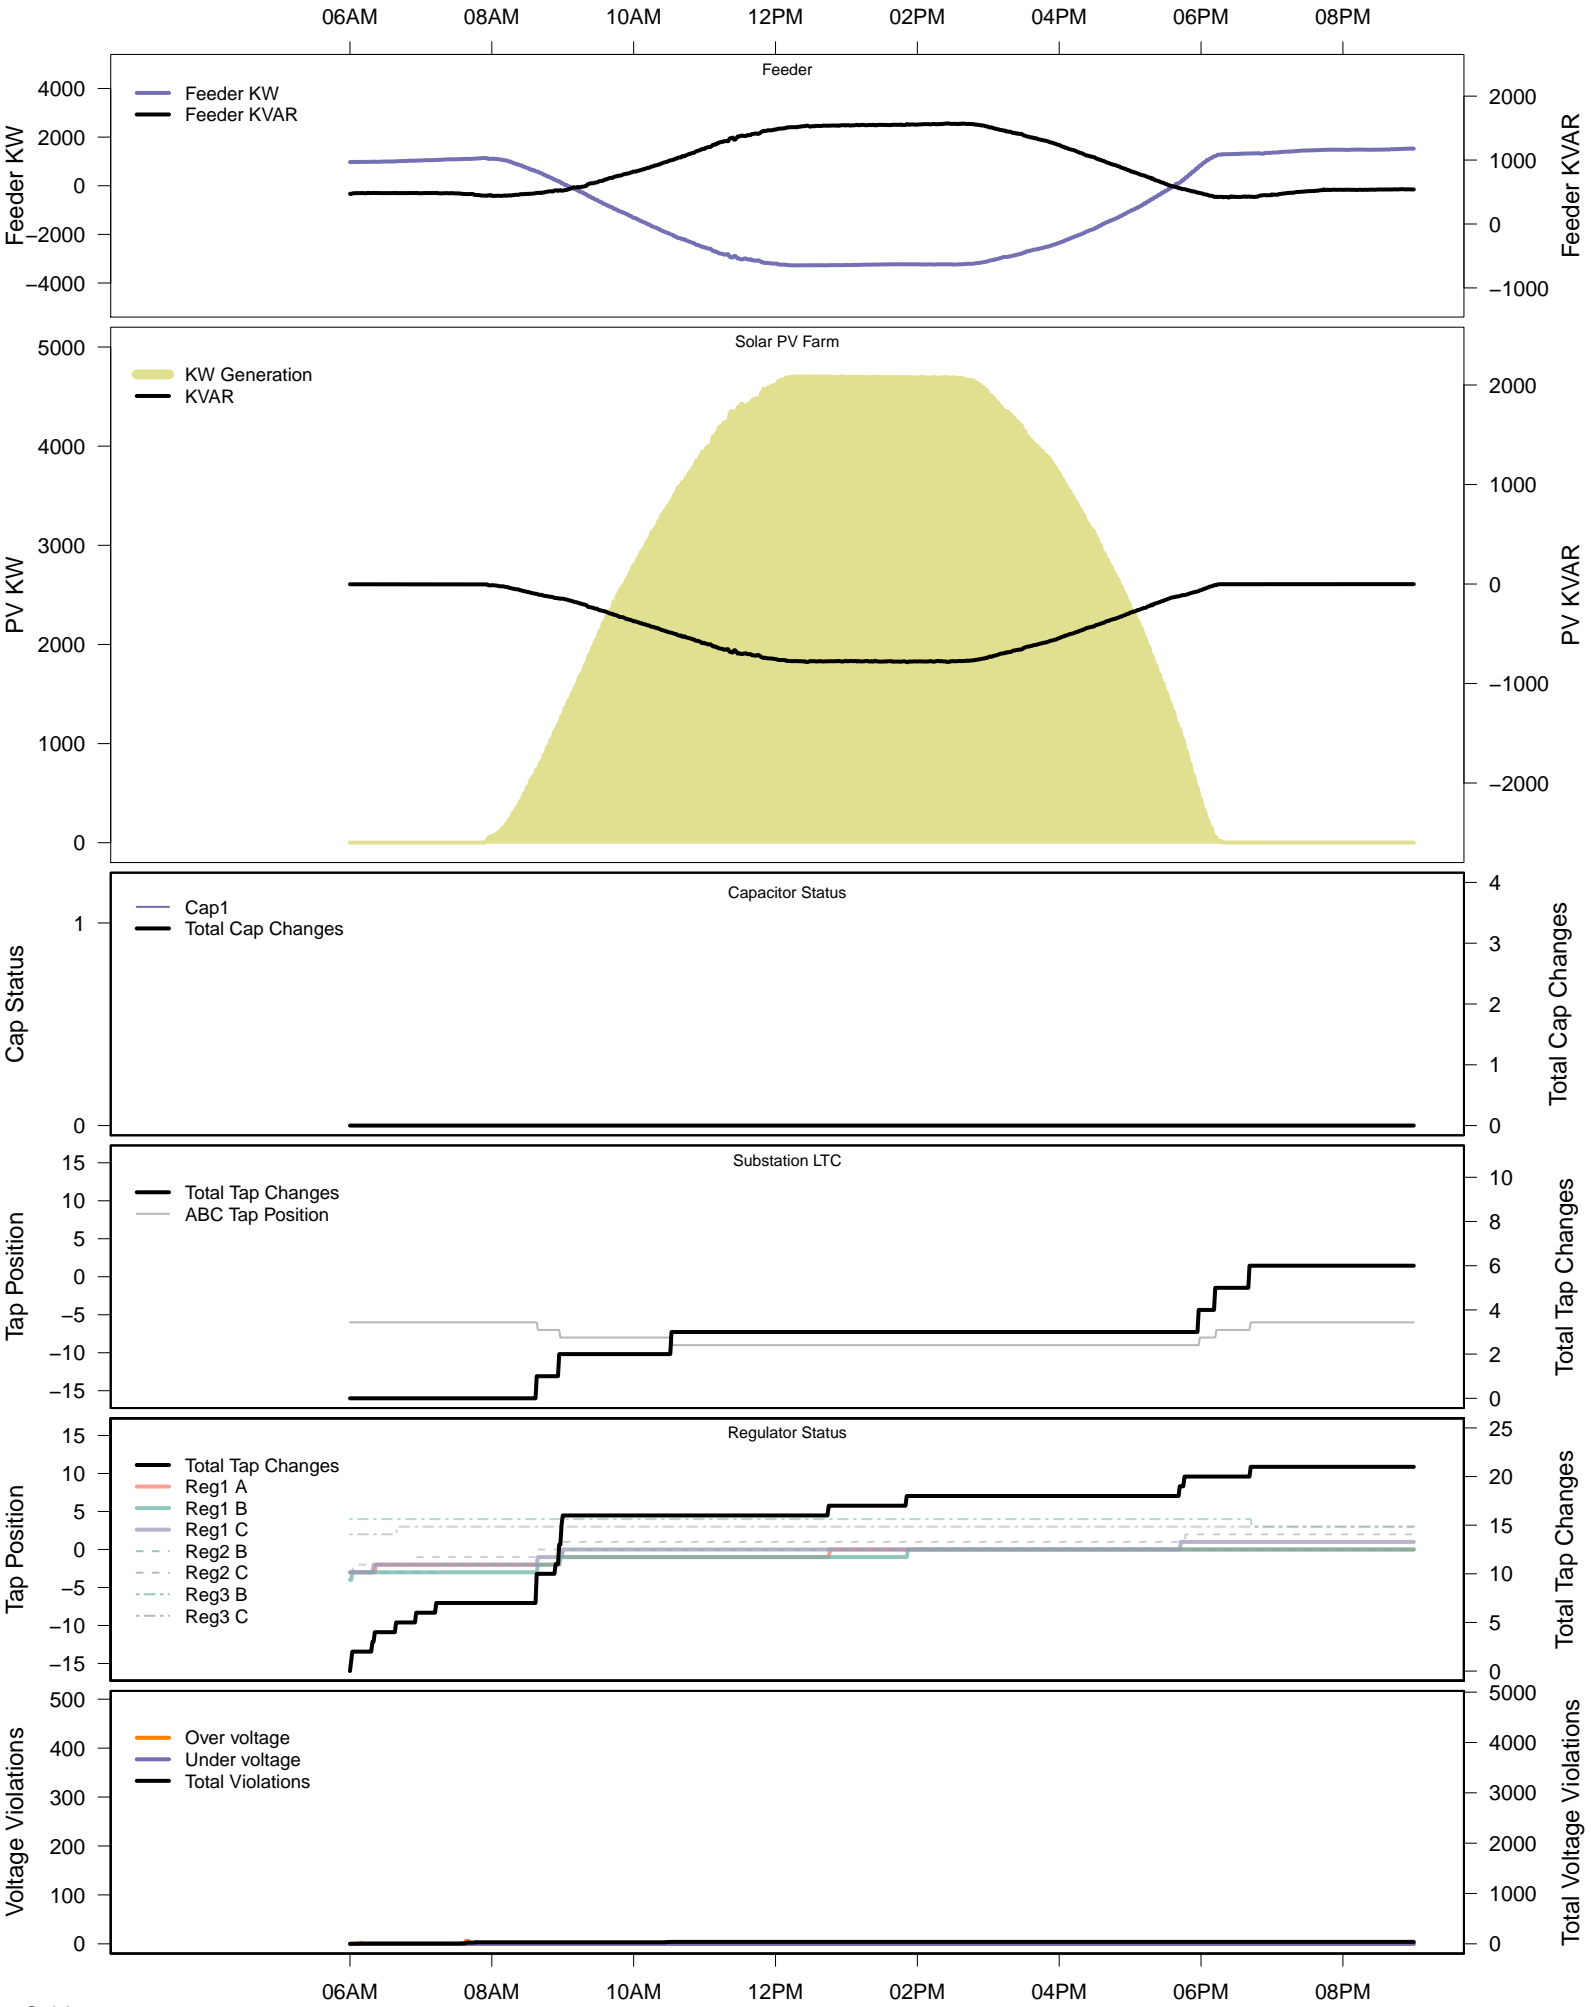 06AM 08AM 10AM 12PM 02PM 04PM 06PM 08PM
Feeder
Feeder KW
Feeder KVAR
4000
2000
0
−2000
−4000
Feeder KW
2000
1000
0
−1000
Feeder KVAR
Solar PV Farm
KW Generation
KVAR
5000
4000
3000
2000
1000
0
PV KW
2000
1000
0
−1000
−2000
PV KVAR
Capacitor Status
Cap1
Total Cap Changes
1
0
Cap Status
4
3
2
1
0
Total Cap Changes
Substation LTC
Total Tap Changes
ABC Tap Position
15
10
5
0
−5
−10
−15
Tap Position
10
8
6
4
2
0
Total Tap Changes
Regulator Status
Total Tap Changes
Reg1 A
Reg1 B
Reg1 C
Reg2 B
Reg2 C
Reg3 B
Reg3 C
15
10
5
0
−5
−10
−15
Tap Position
25
20
15
10
5
0
Total Tap Changes
Over voltage
Under voltage
Total Violations
500
400
300
200
100
0
Voltage Violations
5000
4000
3000
2000
1000
0
Total Voltage Violations
06AM 08AM 10AM 12PM 02PM 04PM 06PM 08PM